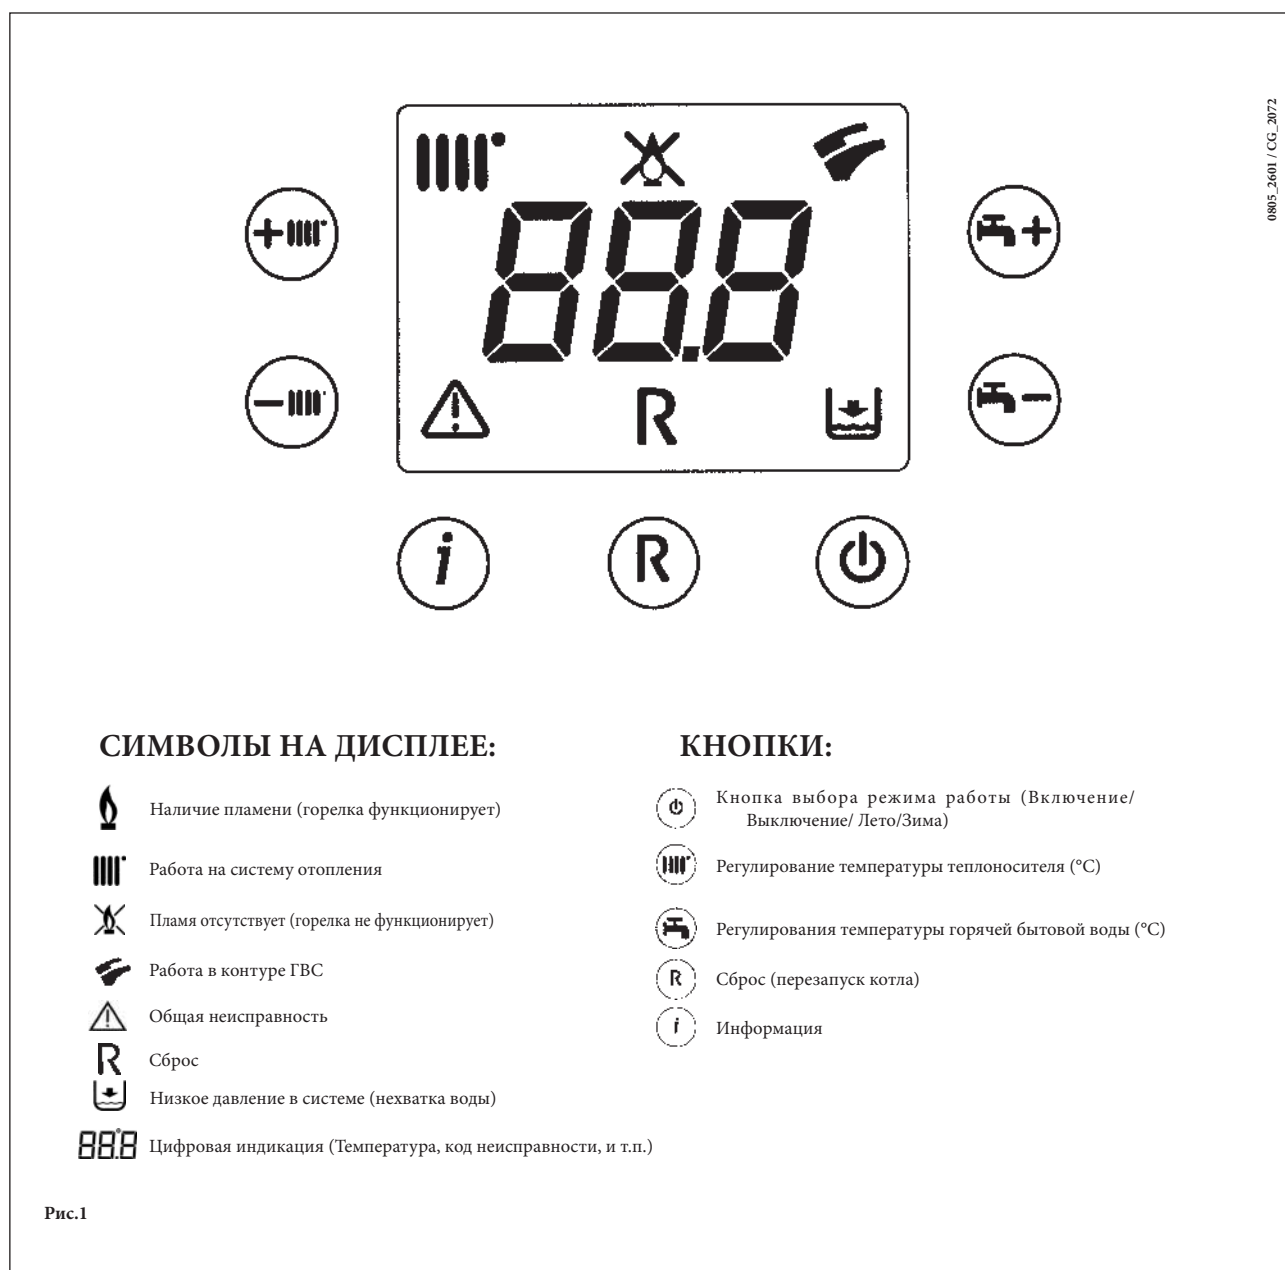 0805_2601 / CG_2072
88.8
R
i
R
СИМВОЛЫ НА ДИСПЛЕЕ:
Наличие пламени (горелка функционирует)
Работа на систему отопления
Пламя отсутствует (горелка не функционирует)
Работа в контуре ГВС
Общая неисправность
R Сброс
Низкое давление в системе (нехватка воды)
88.8 Цифровая индикация (Температура, код неисправности, и т.п.)
КНОПКИ:
Кнопка выбора режима работы (Включение/
Выключение/ Лето/Зима)
Регулирование температуры теплоносителя (°C)
Регулирования температуры горячей бытовой воды (°C)
R Сброс (перезапуск котла)
i Информация
Рис.1